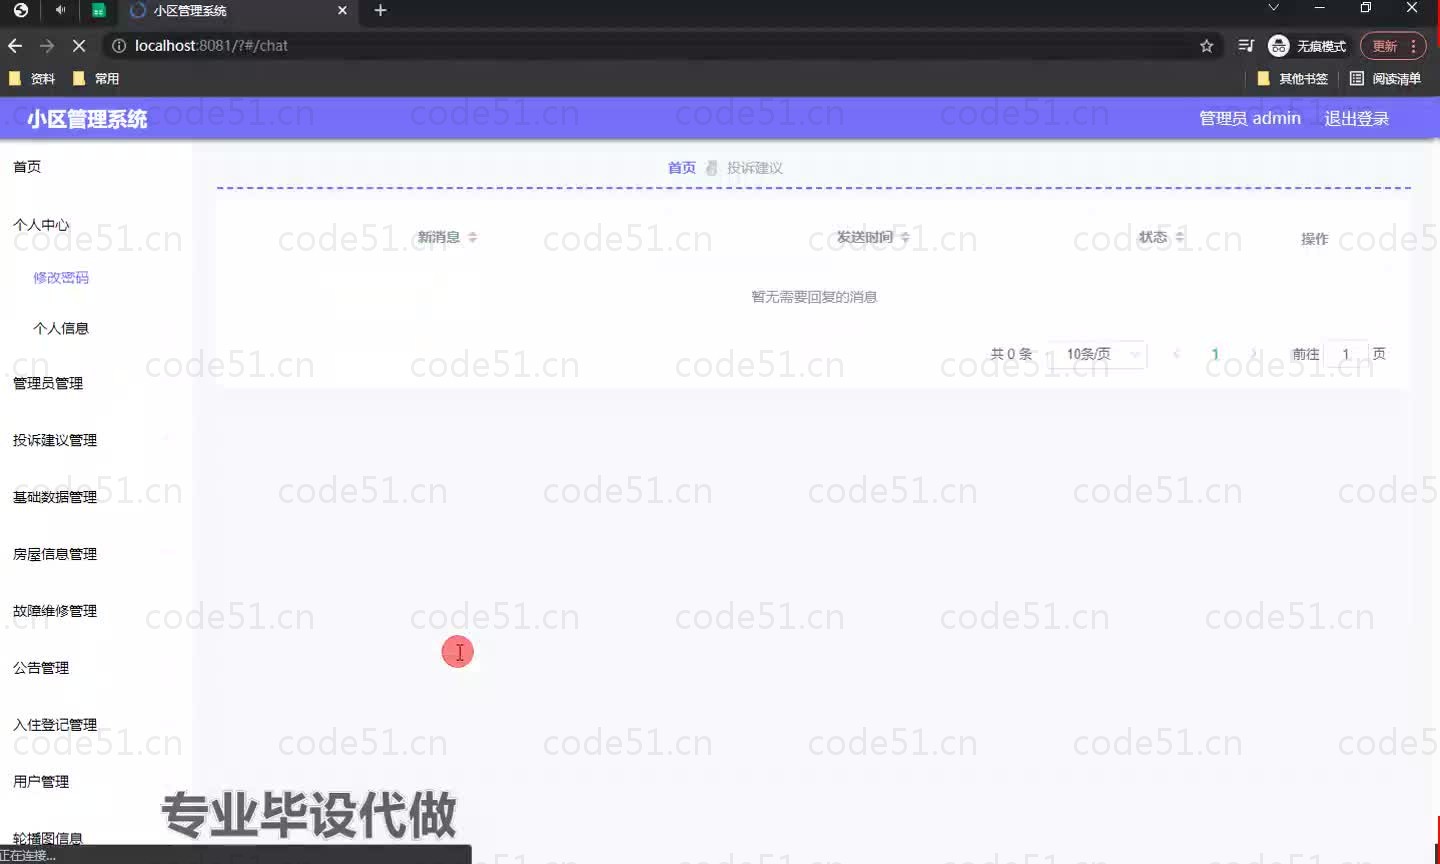 小区管理系统
localhost:8081/?#/chat
无痕模式
更新
资料
常用
其他书签
阅读清单
小区管理系统
管理员 admin
退出登录
首页
首页
投诉建议
个人中心
修改密码
个人信息
管理员管理
投诉建议管理
基础数据管理
房屋信息管理
故障维修管理
公告管理
入住登记管理
用户管理
轮播图信息
新消息
发送时间
状态
操作
暂无需要回复的消息
共 0 条
10条/页
1
前往
1
页
code51.cn
专业毕设代做
正在连接...